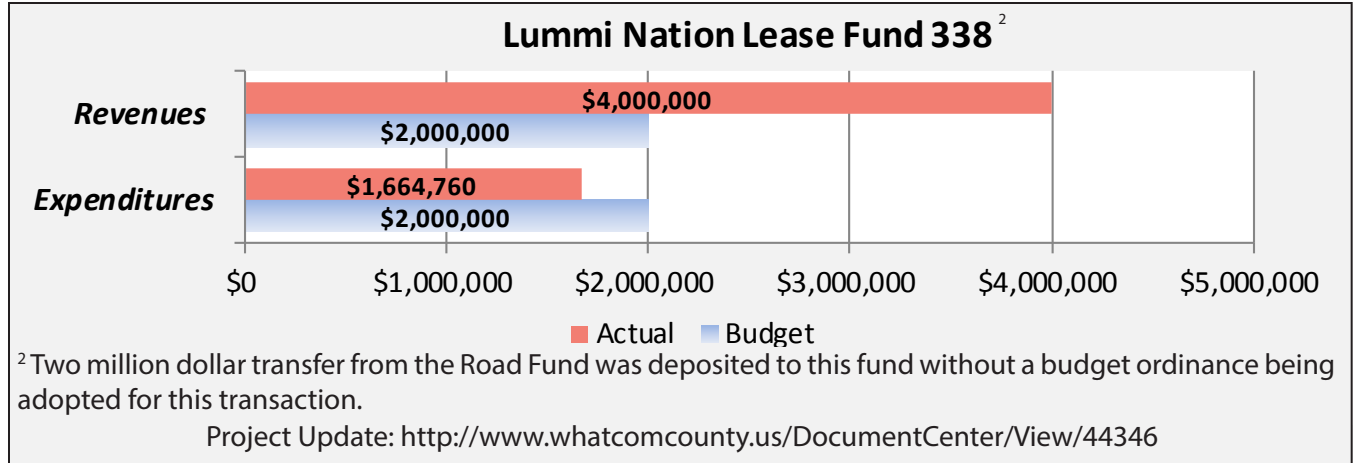 Lummi Nation Lease Fund 338 ²
Revenues
$4,000,000
$2,000,000
Expenditures
$1,664,760
$2,000,000
$0 $1,000,000 $2,000,000 $3,000,000 $4,000,000 $5,000,000
Actual Budget
² Two million dollar transfer from the Road Fund was deposited to this fund without a budget ordinance being
adopted for this transaction.
Project Update: http://www.whatcomcounty.us/DocumentCenter/View/44346